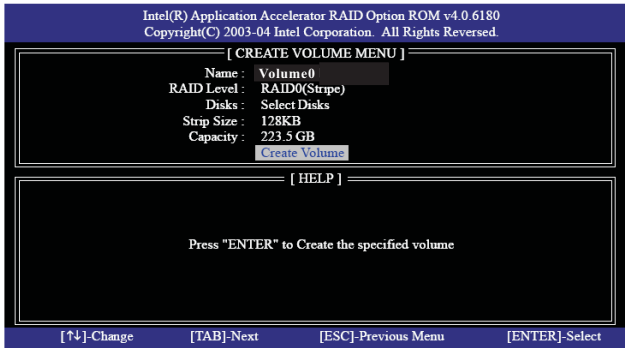 Intel(R) Application Accelerator RAID Option ROM v4.0.6180
Copyright(C) 2003-04 Intel Corporation. All Rights Reversed.
[ CREATE VOLUME MENU ]
Name : Volume0
RAID Level : RAID0(Stripe)
Disks : Select Disks
Strip Size : 128KB
Capacity : 223.5 GB
Create Volume
[ HELP ]
Press "ENTER" to Create the specified volume
[↑↓]-Change [TAB]-Next [ESC]-Previous Menu [ENTER]-Select